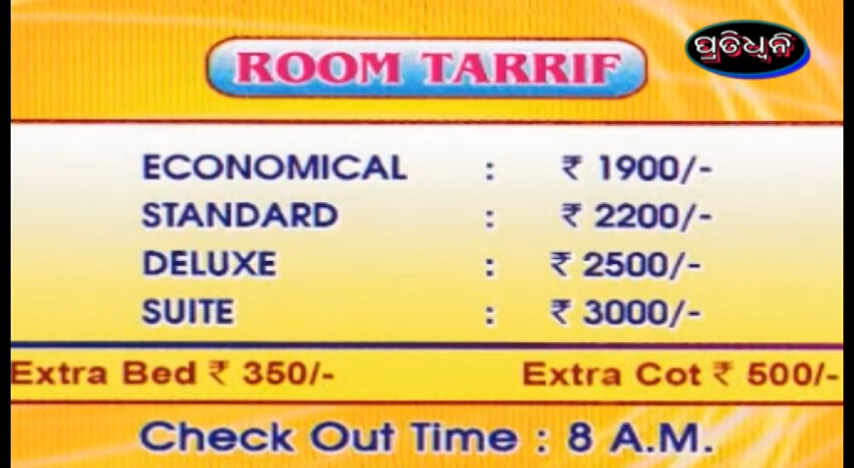 ROOM TARRIF
ପ୍ରତିଧ୍ୱନି
ECONOMICAL : ₹ 1900/-
STANDARD : ₹ 2200/-
DELUXE : ₹ 2500/-
SUITE : ₹ 3000/-
Extra Bed ₹ 350/- Extra Cot ₹ 500/-
Check Out Time : 8 A.M.